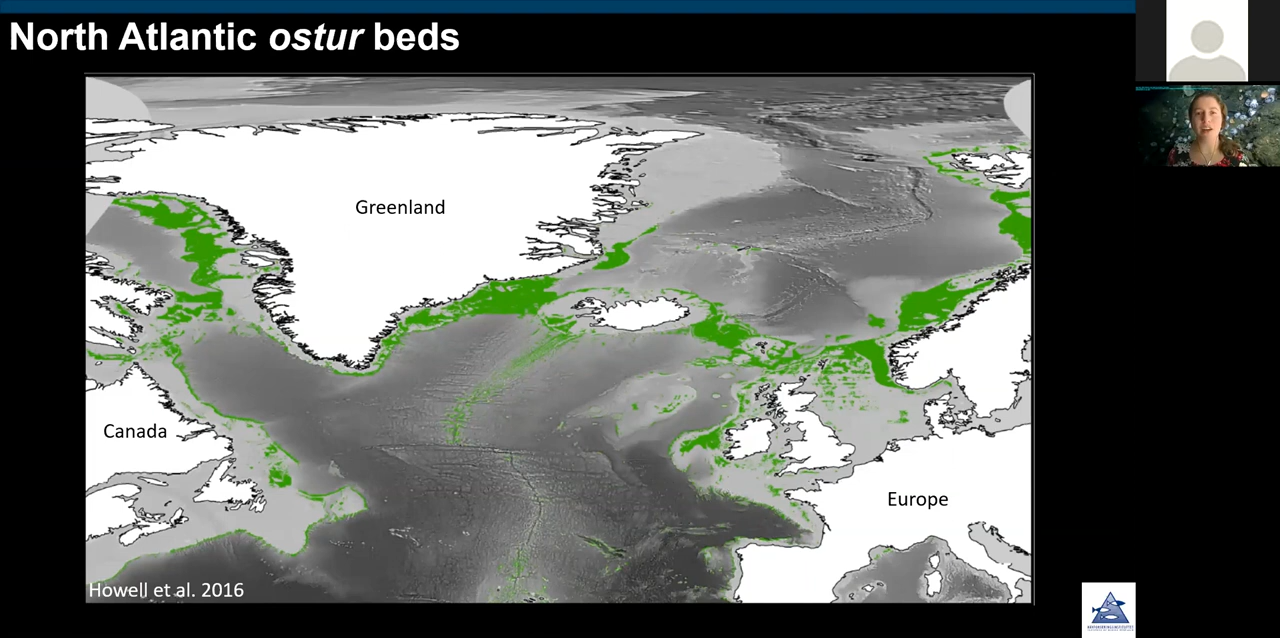 North Atlantic ostur beds
Greenland
Canada
Europe
Howell et al. 2016